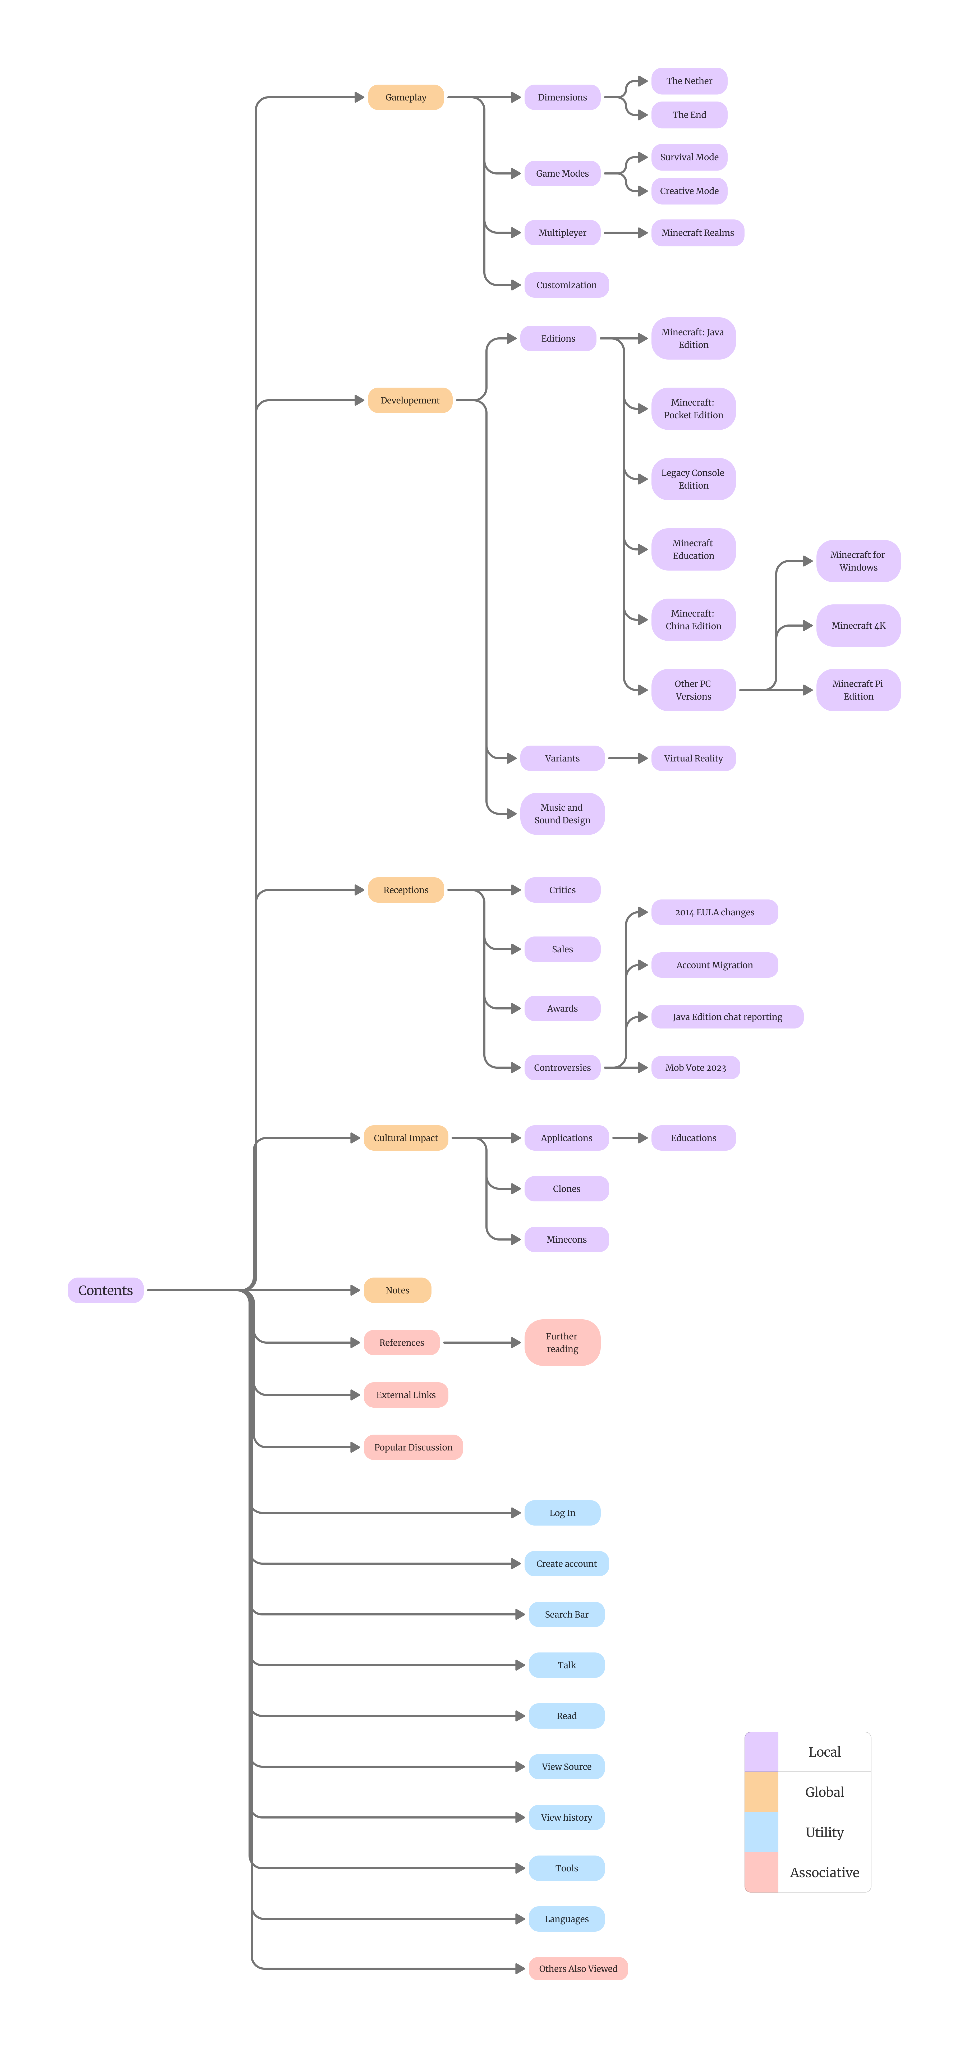 Gameplay
Dimensions
The Nether
The End
Game Modes
Survival Mode
Creative Mode
Multipleyer
Minecraft Realms
Customization
Developement
Editions
Minecraft: Java
Edition
Minecraft:
Pocket Edition
Legacy Console
Edition
Minecraft
Education
Minecraft:
China Edition
Other PC
Versions
Minecraft for
Windows
Minecraft 4K
Minecraft Pi
Edition
Variants
Virtual Reality
Music and
Sound Design
Receptions
Critics
Sales
Awards
Controversies
2014 EULA changes
Account Migration
Java Edition chat reporting
Mob Vote 2023
Cultural Impact
Applications
Educations
Clones
Minecons
Contents
Notes
References
Further
reading
External Links
Popular Discussion
Log In
Create account
Search Bar
Talk
Read
View Source
View history
Tools
Languages
Others Also Viewed
Local
Global
Utility
Associative